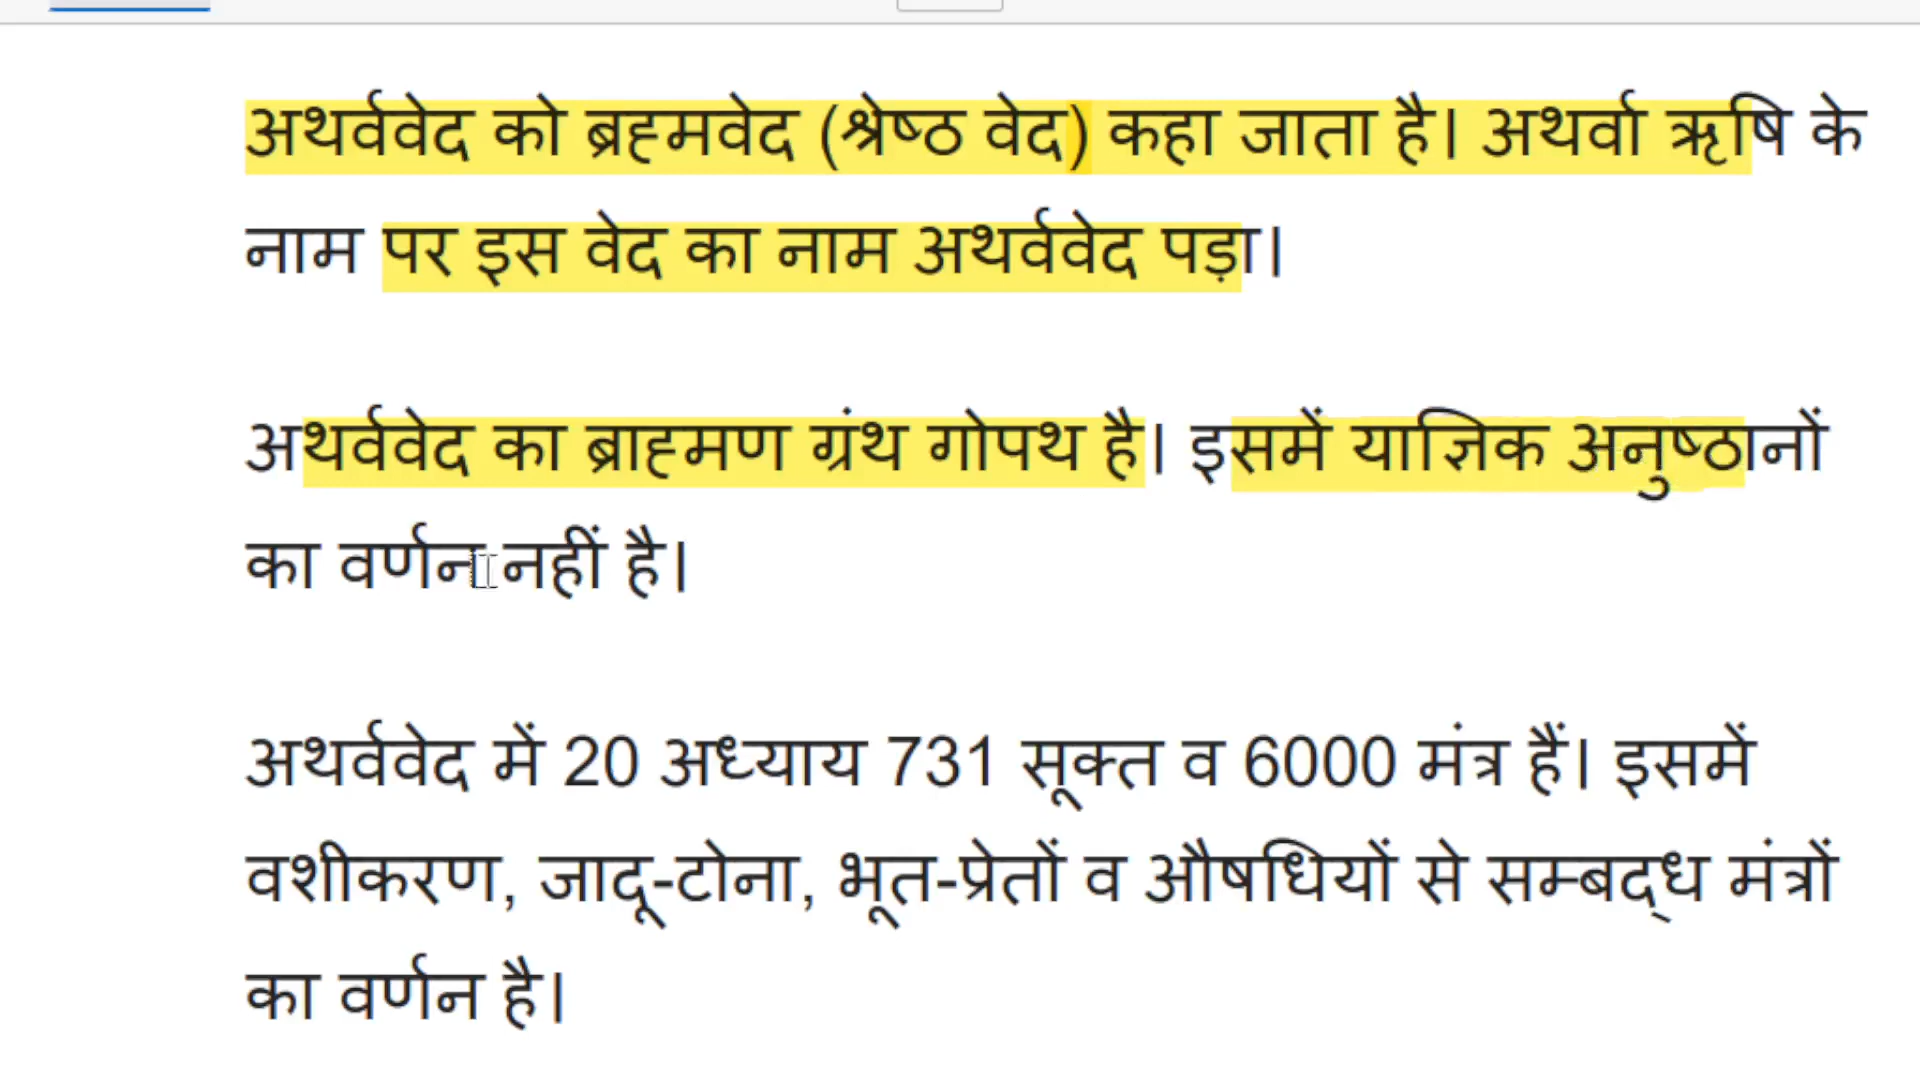 अथर्ववेद को ब्रह्मवेद (श्रेष्ठ वेद) कहा जाता है। अथर्वा ऋषि के
नाम पर इस वेद का नाम अथर्ववेद पड़ा।
अथर्ववेद का ब्राह्मण ग्रंथ गोपथ है। इसमें याज्ञिक अनुष्ठानों
का वर्णन नहीं है।
अथर्ववेद में 20 अध्याय 731 सूक्त व 6000 मंत्र हैं। इसमें
वशीकरण, जादू-टोना, भूत-प्रेतों व औषधियों से सम्बद्ध मंत्रों
का वर्णन है।